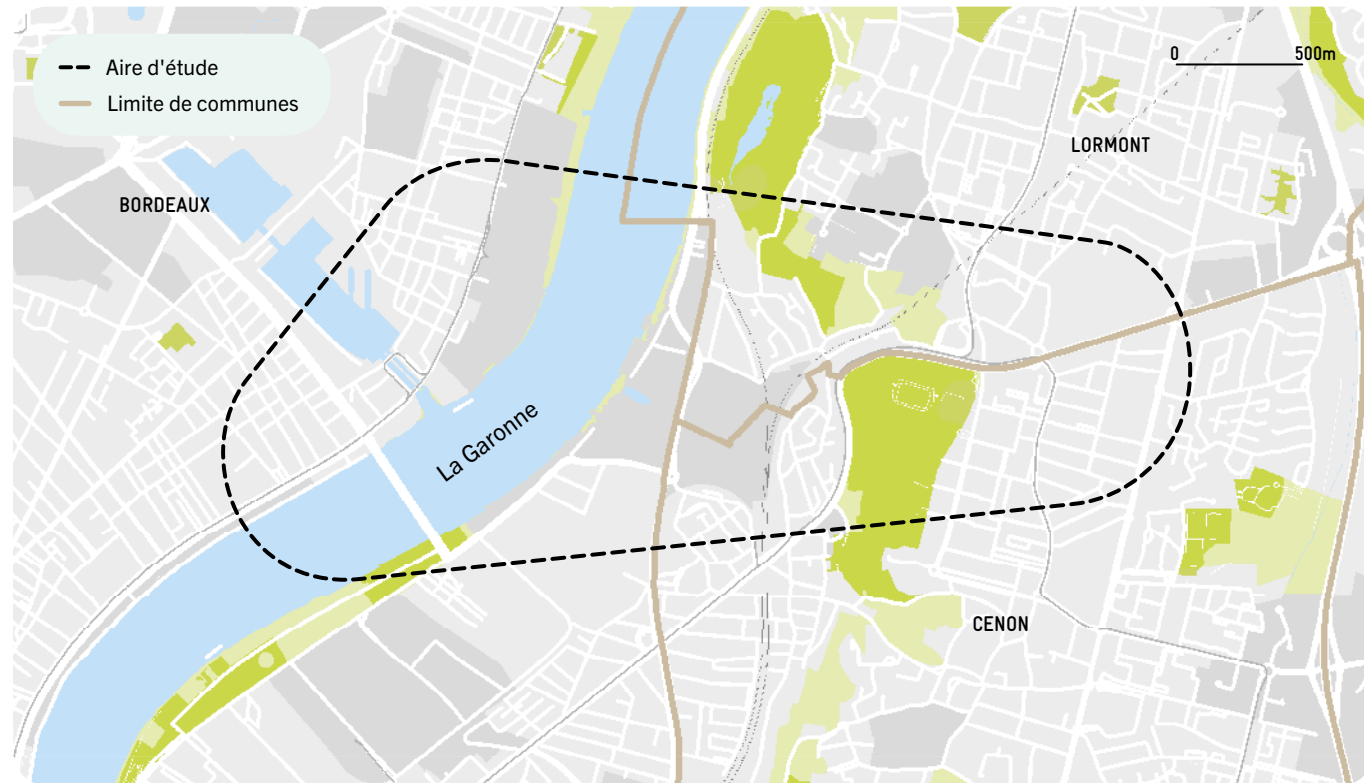 Aire d'étude
Limite de communes
0 500m
LORMONT
BORDEAUX
La Garonne
CENON